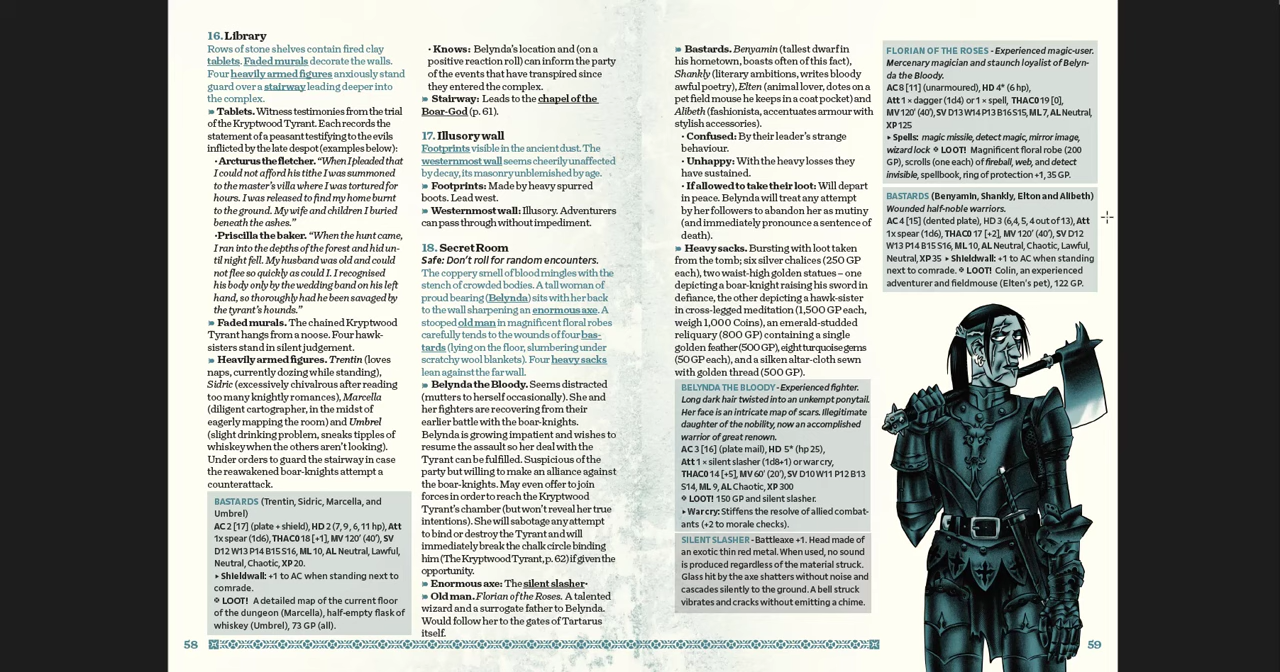 16. Library
Rows of stone shelves contain fired clay
tablets. Faded murals decorate the walls.
Four heavily armed figures anxiously stand
guard over a stairway leading deeper into
the complex.
» Tablets. Witness testimonies from the trial
of the Kryptwood Tyrant. Each records the
statement of a peasant testifying to the evils
inflicted by the late despot (examples below):
· Arcturus the fletcher. “When I pleaded that
I could not afford his tithe I was summoned
to the master's villa where I was tortured for
hours. I was released to find my home burnt
to the ground. My wife and children I buried
beneath the ashes.”
· Priscilla the baker. “When the hunt came,
I ran into the depths of the forest and hid un-
til night fell. My husband was old and could
not flee so quickly as could I. I recognised
his body only by the wedding band on his left
hand, so thoroughly had he been savaged by
the tyrant's hounds.”
» Faded murals. The chained Kryptwood
Tyrant hangs from a noose. Four hawk-
sisters stand in silent judgement.
» Heavily armed figures. Trentin (loves
naps, currently dozing while standing),
Sidric (excessively chivalrous after reading
too many knightly romances), Marcella
(diligent cartographer, in the midst of
eagerly mapping the room) and Umbrel
(slight drinking problem, sneaks tipples of
whiskey when the others aren't looking).
Under orders to guard the stairway in case
the reawakened boar-knights attempt a
counterattack.
BASTARDS (Trentin, Sidric, Marcella, and
Umbrel)
AC 2 [17] (plate + shield), HD 2 (7, 9, 6, 11 hp), Att
1x spear (1d6), THAC0 18 [+1], MV 120' (40'), SV
D12 W13 P14 B15 S16, ML 10, AL Neutral, Lawful,
Neutral, Chaotic, XP 20.
▸ Shieldwall: +1 to AC when standing next to
comrade.
❖ LOOT! A detailed map of the current floor
of the dungeon (Marcella), half-empty flask of
whiskey (Umbrel), 73 GP (all).
58
· Knows: Belynda's location and (on a
positive reaction roll) can inform the party
of the events that have transpired since
they entered the complex.
» Stairway: Leads to the chapel of the
Boar-God (p. 61).
17. Illusory wall
Footprints visible in the ancient dust. The
westernmost wall seems cheerily unaffected
by decay, its masonry unblemished by age.
» Footprints: Made by heavy spurred
boots. Lead west.
» Westernmost wall: Illusory. Adventurers
can pass through without impediment.
18. Secret Room
Safe: Don't roll for random encounters.
The coppery smell of blood mingles with the
stench of crowded bodies. A tall woman of
proud bearing (Belynda) sits with her back
to the wall sharpening an enormous axe. A
stooped old man in magnificent floral robes
carefully tends to the wounds of four bas-
tards (lying on the floor, slumbering under
scratchy wool blankets). Four heavy sacks
lean against the far wall.
» Belynda the Bloody. Seems distracted
(mutters to herself occasionally). She and
her fighters are recovering from their
earlier battle with the boar-knights.
Belynda is growing impatient and wishes to
resume the assault so her deal with the
Tyrant can be fulfilled. Suspicious of the
party but willing to make an alliance against
the boar-knights. May even offer to join
forces in order to reach the Kryptwood
Tyrant's chamber (but won't reveal her true
intentions). She will sabotage any attempt
to bind or destroy the Tyrant and will
immediately break the chalk circle binding
him (The Kryptwood Tyrant, p. 62) if given the
opportunity.
» Enormous axe: The silent slasher·
» Old man. Florian of the Roses. A talented
wizard and a surrogate father to Belynda.
Would follow her to the gates of Tartarus
itself.
» Bastards. Benyamin (tallest dwarf in
his hometown, boasts often of this fact),
Shankly (literary ambitions, writes bloody
awful poetry), Elten (animal lover, dotes on a
pet field mouse he keeps in a coat pocket) and
Alibeth (fashionista, accentuates armour with
stylish accessories).
· Confused: By their leader's strange
behaviour.
· Unhappy: With the heavy losses they
have sustained.
· If allowed to take their loot: Will depart
in peace. Belynda will treat any attempt
by her followers to abandon her as mutiny
(and immediately pronounce a sentence of
death).
» Heavy sacks. Bursting with loot taken
from the tomb; six silver chalices (250 GP
each), two waist-high golden statues – one
depicting a boar-knight raising his sword in
defiance, the other depicting a hawk-sister
in cross-legged meditation (1,500 GP each,
weigh 1,000 Coins), an emerald-studded
reliquary (800 GP) containing a single
golden feather (500 GP), eight turquoise gems
(50 GP each), and a silken altar-cloth sewn
with golden thread (500 GP).
BELYNDA THE BLOODY - Experienced fighter.
Long dark hair twisted into an unkempt ponytail.
Her face is an intricate map of scars. Illegitimate
daughter of the nobility, now an accomplished
warrior of great renown.
AC 3 [16] (plate mail), HD 5* (hp 25),
Att 1 × silent slasher (1d8+1) or warcry,
THAC0 14 [+5], MV 60' (20'), SV D10 W11 P12 B13
S14, ML 9, AL Chaotic, XP 300
❖ LOOT! 150 GP and silent slasher.
▸ Warcry: Stiffens the resolve of allied combat-
ants (+2 to morale checks).
SILENT SLASHER - Battleaxe +1. Head made of
an exotic thin red metal. When used, no sound
is produced regardless of the material struck.
Glass hit by the axe shatters without noise and
cascades silently to the ground. A bell struck
vibrates and cracks without emitting a chime.
FLORIAN OF THE ROSES - Experienced magic-user.
Mercenary magician and staunch loyalist of Belyn-
da the Bloody.
AC 8 [11] (unarmoured), HD 4* (6 hp),
Att 1 × dagger (1d4) or 1 × spell, THAC0 19 [0],
MV 120' (40'), SV D13 W14 P13 B16 S15, ML 7, AL Neutral,
XP 125
▸ Spells: magic missile, detect magic, mirror image,
wizard lock ❖ LOOT! Magnificent floral robe (200
GP), scrolls (one each) of fireball, web, and detect
invisible, spellbook, ring of protection +1, 35 GP.
BASTARDS (Benyamin, Shankly, Elton and Alibeth)
Wounded half-noble warriors.
AC 4 [15] (dented plate), HD 3 (6,4, 5, 4 out of 13), Att
1x spear (1d6), THAC0 17 [+2], MV 120' (40'), SV D12
W13 P14 B15 S16, ML 10, AL Neutral, Chaotic, Lawful,
Neutral, XP 35 ▸ Shieldwall: +1 to AC when standing
next to comrade. ❖ LOOT! Colin, an experienced
adventurer and fieldmouse (Elten's pet), 122 GP.
59